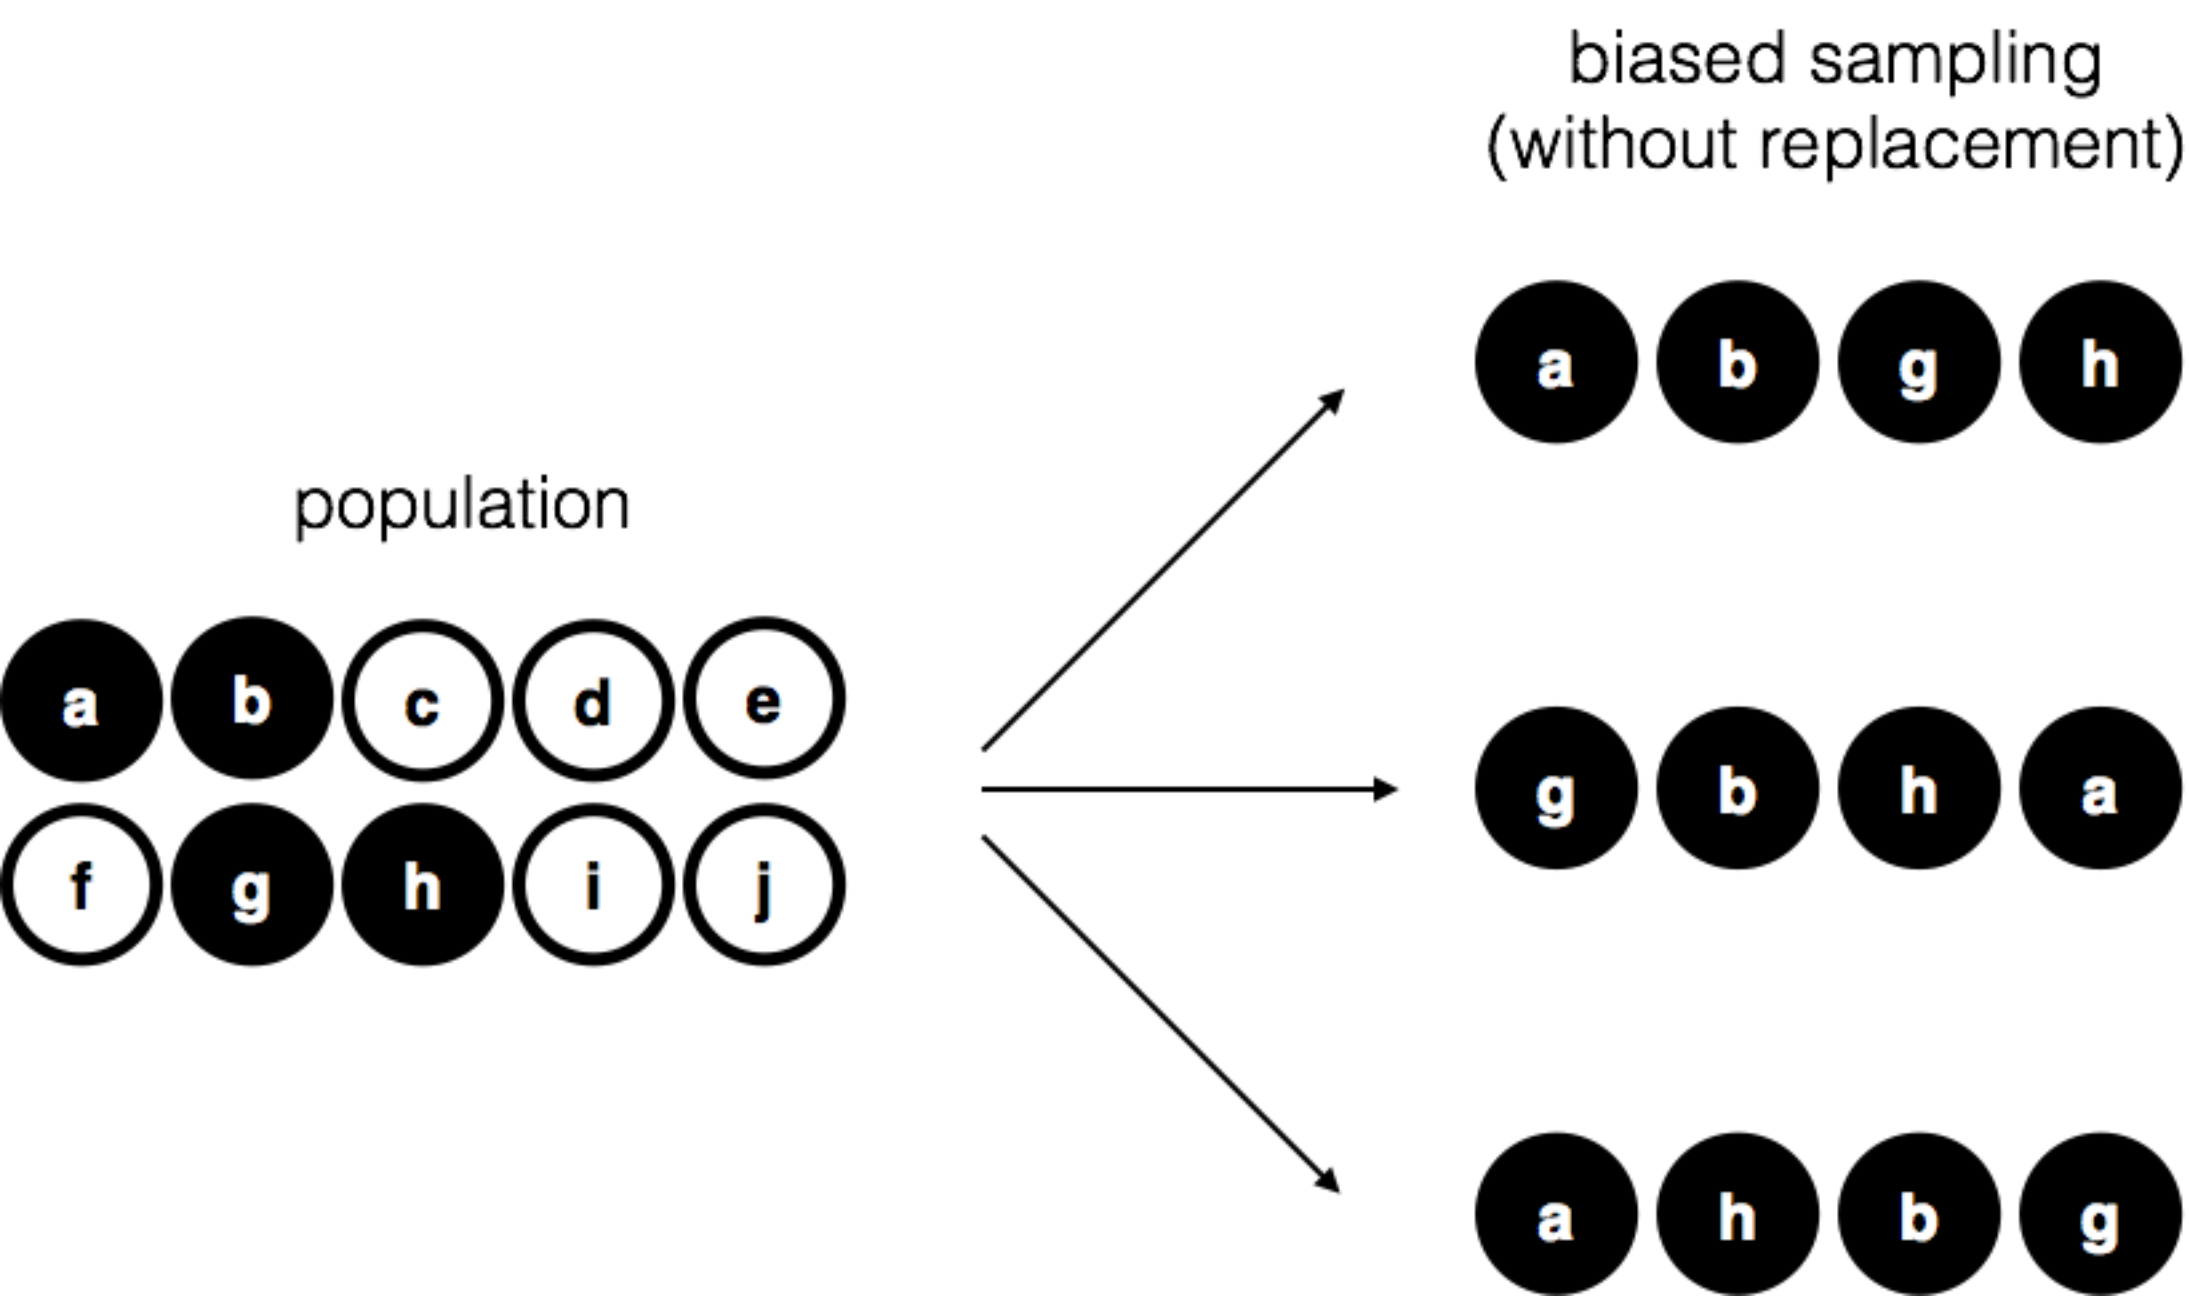 biased sampling
(without replacement)
a b g h
population
a b c d e
g b h a
f g h i j
a h b g